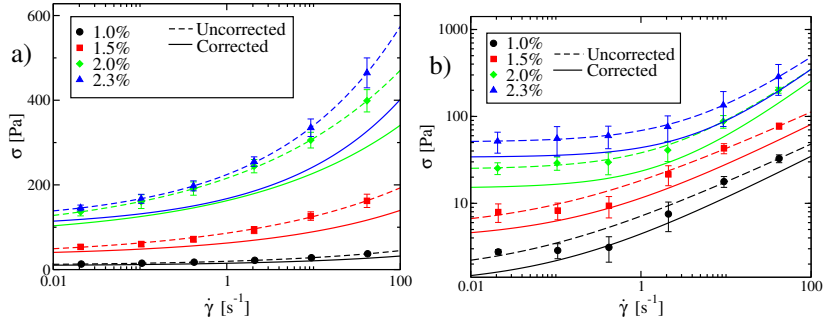 a)
1.0%
1.5%
2.0%
2.3%
Uncorrected
Corrected
600
400
200
0
σ [Pa]
0.01
1
100
γ̇ [s⁻¹]
b)
1.0%
1.5%
2.0%
2.3%
Uncorrected
Corrected
1000
100
10
σ [Pa]
0.01
1
100
γ̇ [s⁻¹]